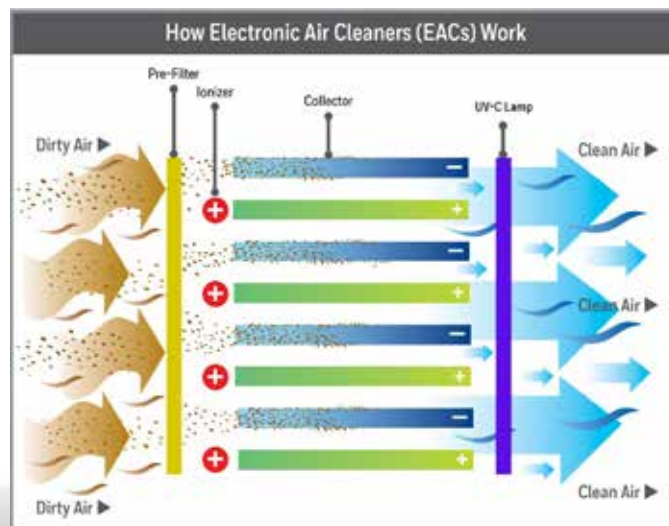 How Electronic Air Cleaners (EACs) Work
Pre-Filter
Ionizer
Collector
UV-C Lamp
Dirty Air ▶
Clean Air ▶
− 
+
+
−
+
+
Clean Air ▶
−
+
+
−
+
+
Dirty Air ▶
Clean Air ▶